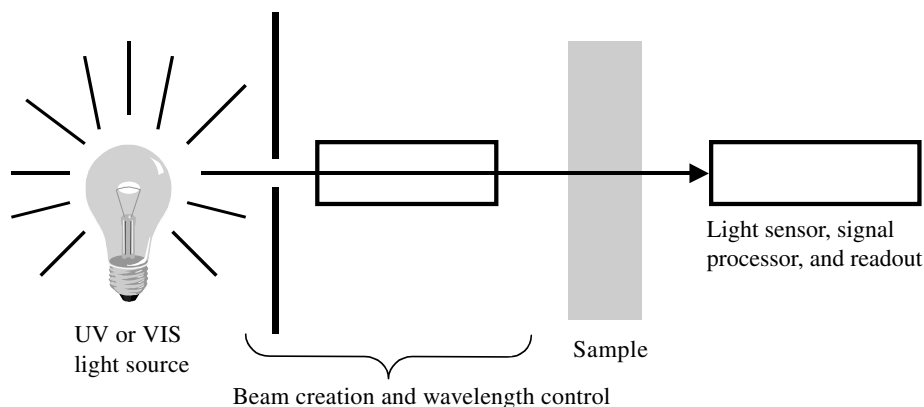 UV or VIS
light source
Beam creation and wavelength control
Sample
Light sensor, signal
processor, and readout